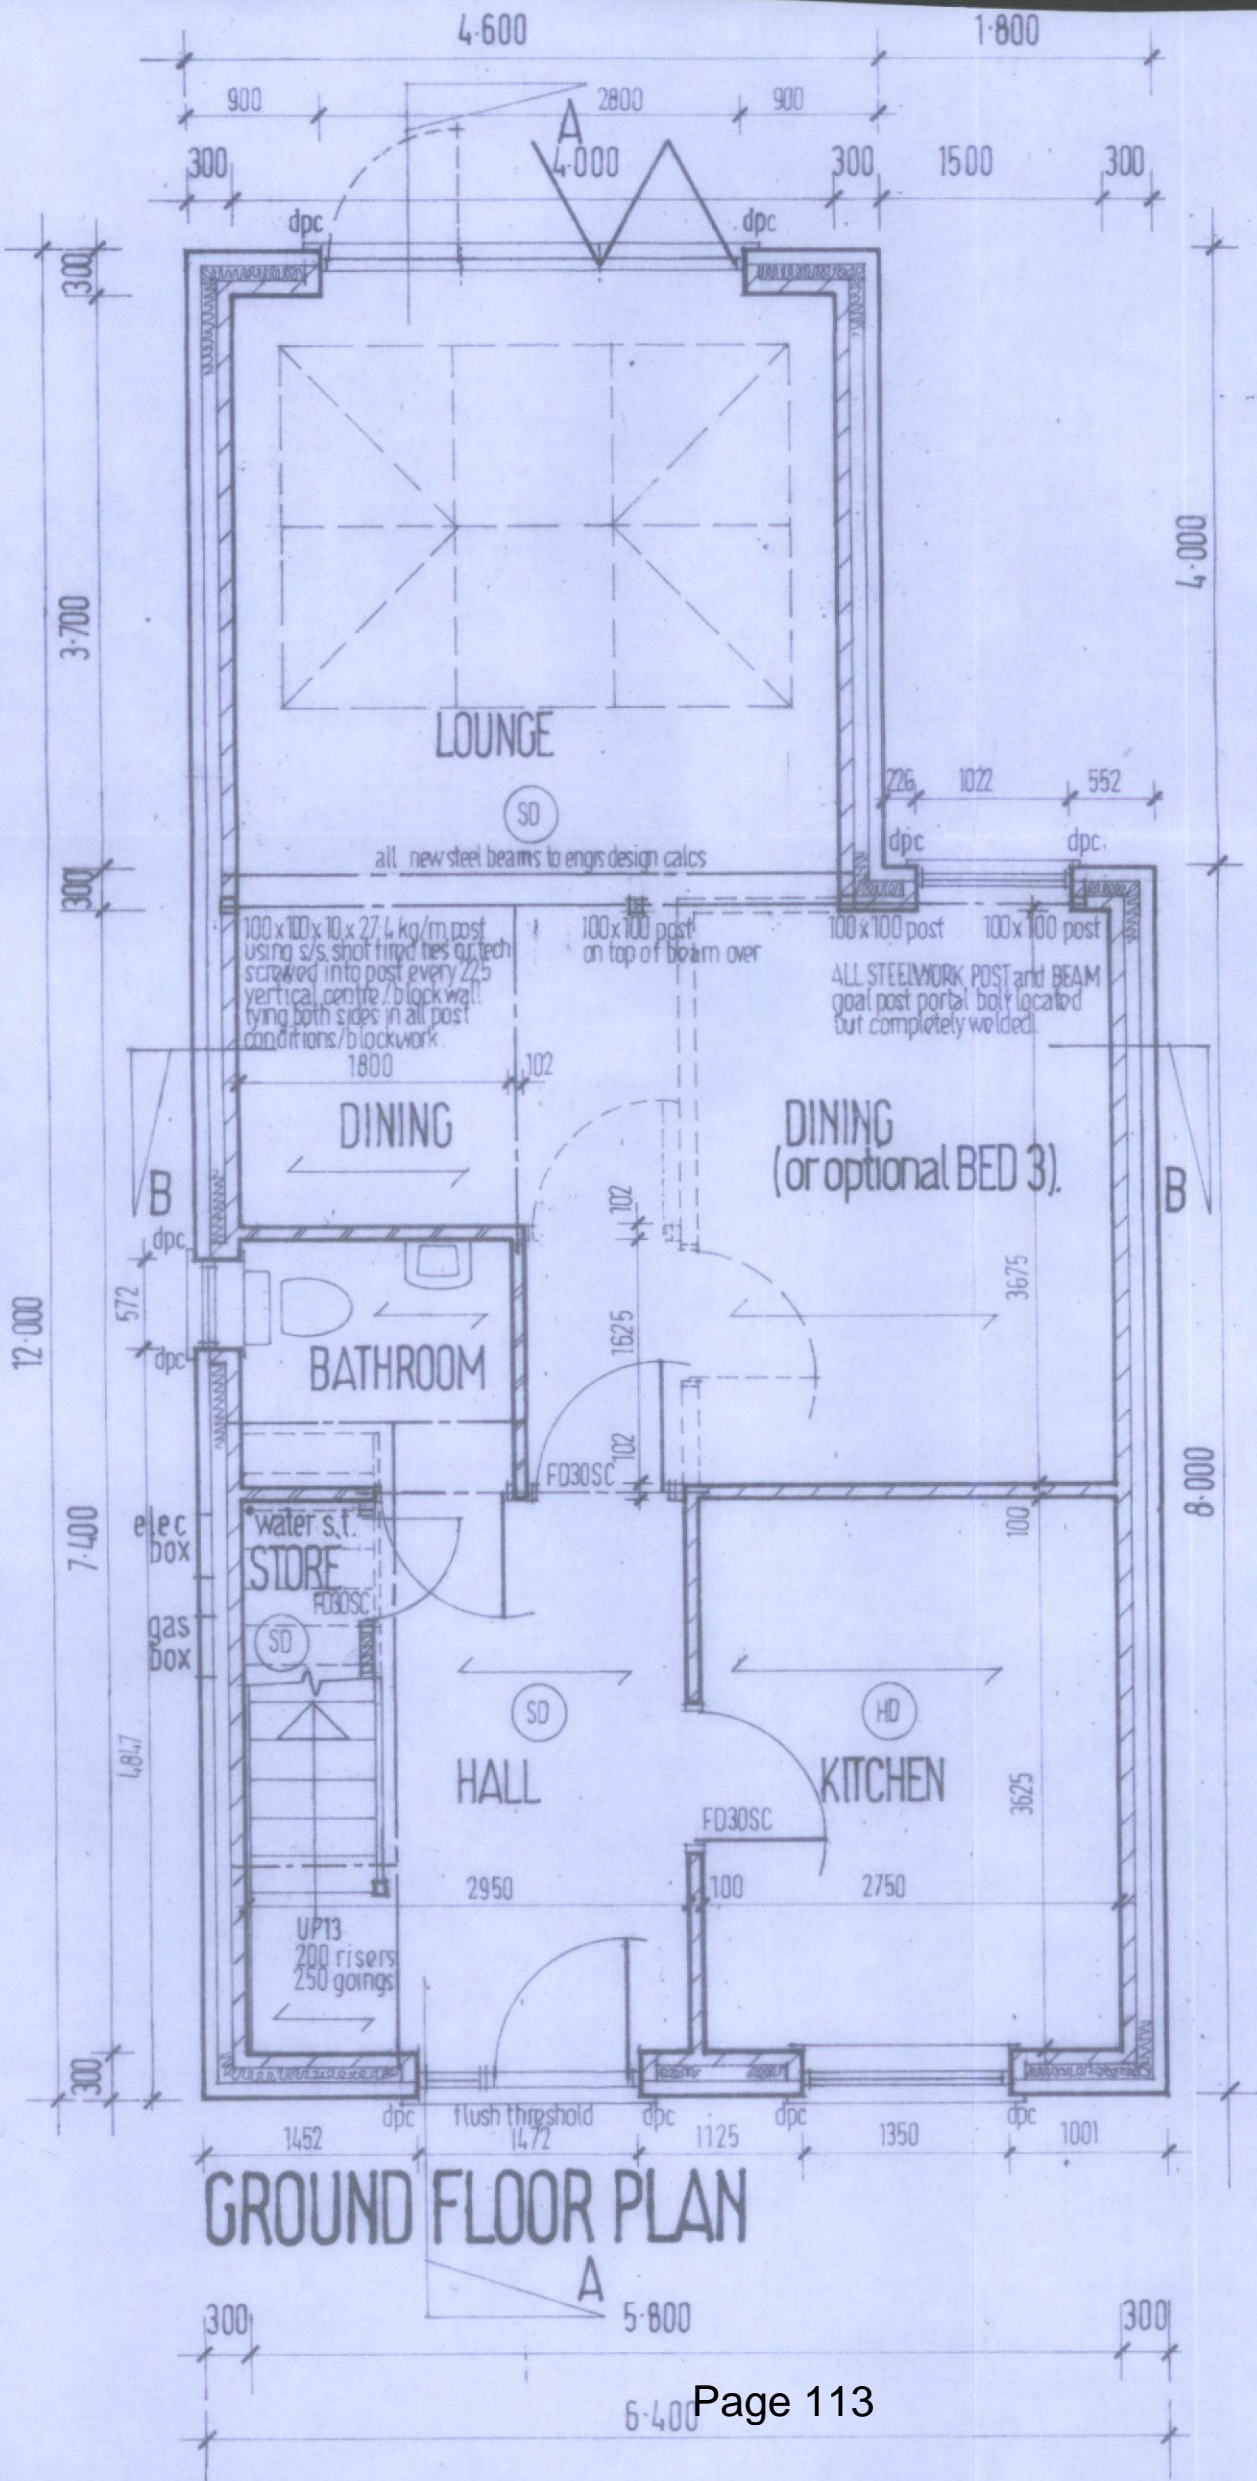 4·600
1·800
900
2800
900
A
300
4·000
300
1500
300
dpc
dpc
300
4·000
3·700
LOUNGE
SD
226
1022
552
dpc
dpc
all new steel beams to engrs design calcs
300
100x100x10x27·4 kg/m post
using s/s shot fired ties or tech
screwed into post every 225
vertical centre/block wall
tying both sides in all post
conditions/blockwork
100x100 post
on top of beam over
100x100 post
100x100 post
ALL STEELWORK POST and BEAM
goal post portal bolt located
but completely welded.
1800
102
DINING
DINING
(or optional BED 3).
B
B
102
dpc
3675
572
12·000
1625
dpc
BATHROOM
102
FD30SC
8·000
7·400
elec
box
water s.t.
STORE
FD30SC
100
gas
box
SD
SD
HD
4847
HALL
KITCHEN
3625
FD30SC
2950
100
2750
UP13
200 risers
250 goings
300
dpc
flush threshold
dpc
dpc
dpc
1452
1472
1125
1350
1001
GROUND FLOOR PLAN
A
300
5·800
300
6·400
Page 113